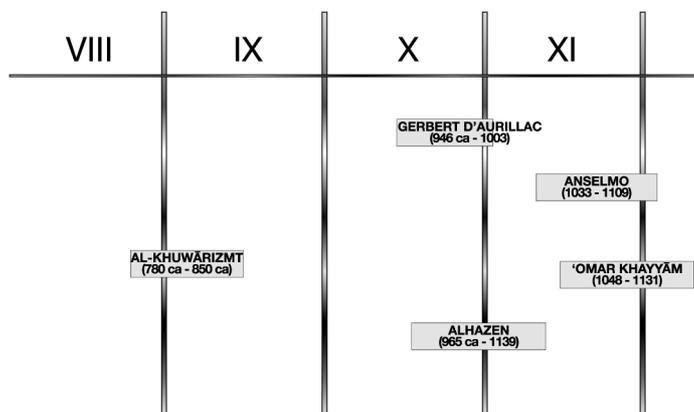 VIII IX X XI
GERBERT D'AURILLAC
(946 ca - 1003)
ANSELMO
(1033 - 1109)
AL-KHUWĀRIZMT
(780 ca - 850 ca)
'OMAR KHAYYĀM
(1048 - 1131)
ALHAZEN
(965 ca - 1139)